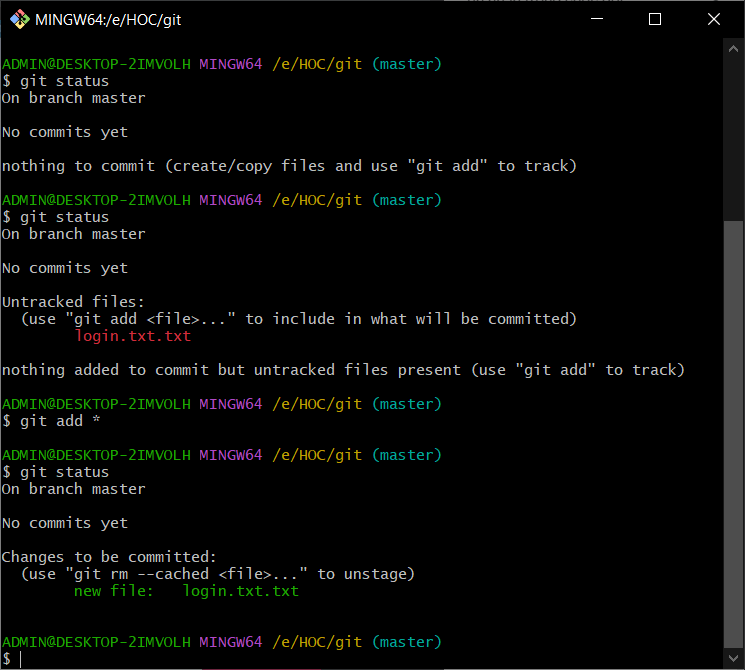 MINGW64:/e/HOC/git
ADMIN@DESKTOP-2IMVOLH MINGW64 /e/HOC/git (master)
$ git status
On branch master
No commits yet
nothing to commit (create/copy files and use "git add" to track)
ADMIN@DESKTOP-2IMVOLH MINGW64 /e/HOC/git (master)
$ git status
On branch master
No commits yet
Untracked files:
  (use "git add <file>..." to include in what will be committed)
        login.txt.txt
nothing added to commit but untracked files present (use "git add" to track)
ADMIN@DESKTOP-2IMVOLH MINGW64 /e/HOC/git (master)
$ git add *
ADMIN@DESKTOP-2IMVOLH MINGW64 /e/HOC/git (master)
$ git status
On branch master
No commits yet
Changes to be committed:
  (use "git rm --cached <file>..." to unstage)
        new file:   login.txt.txt
ADMIN@DESKTOP-2IMVOLH MINGW64 /e/HOC/git (master)
$